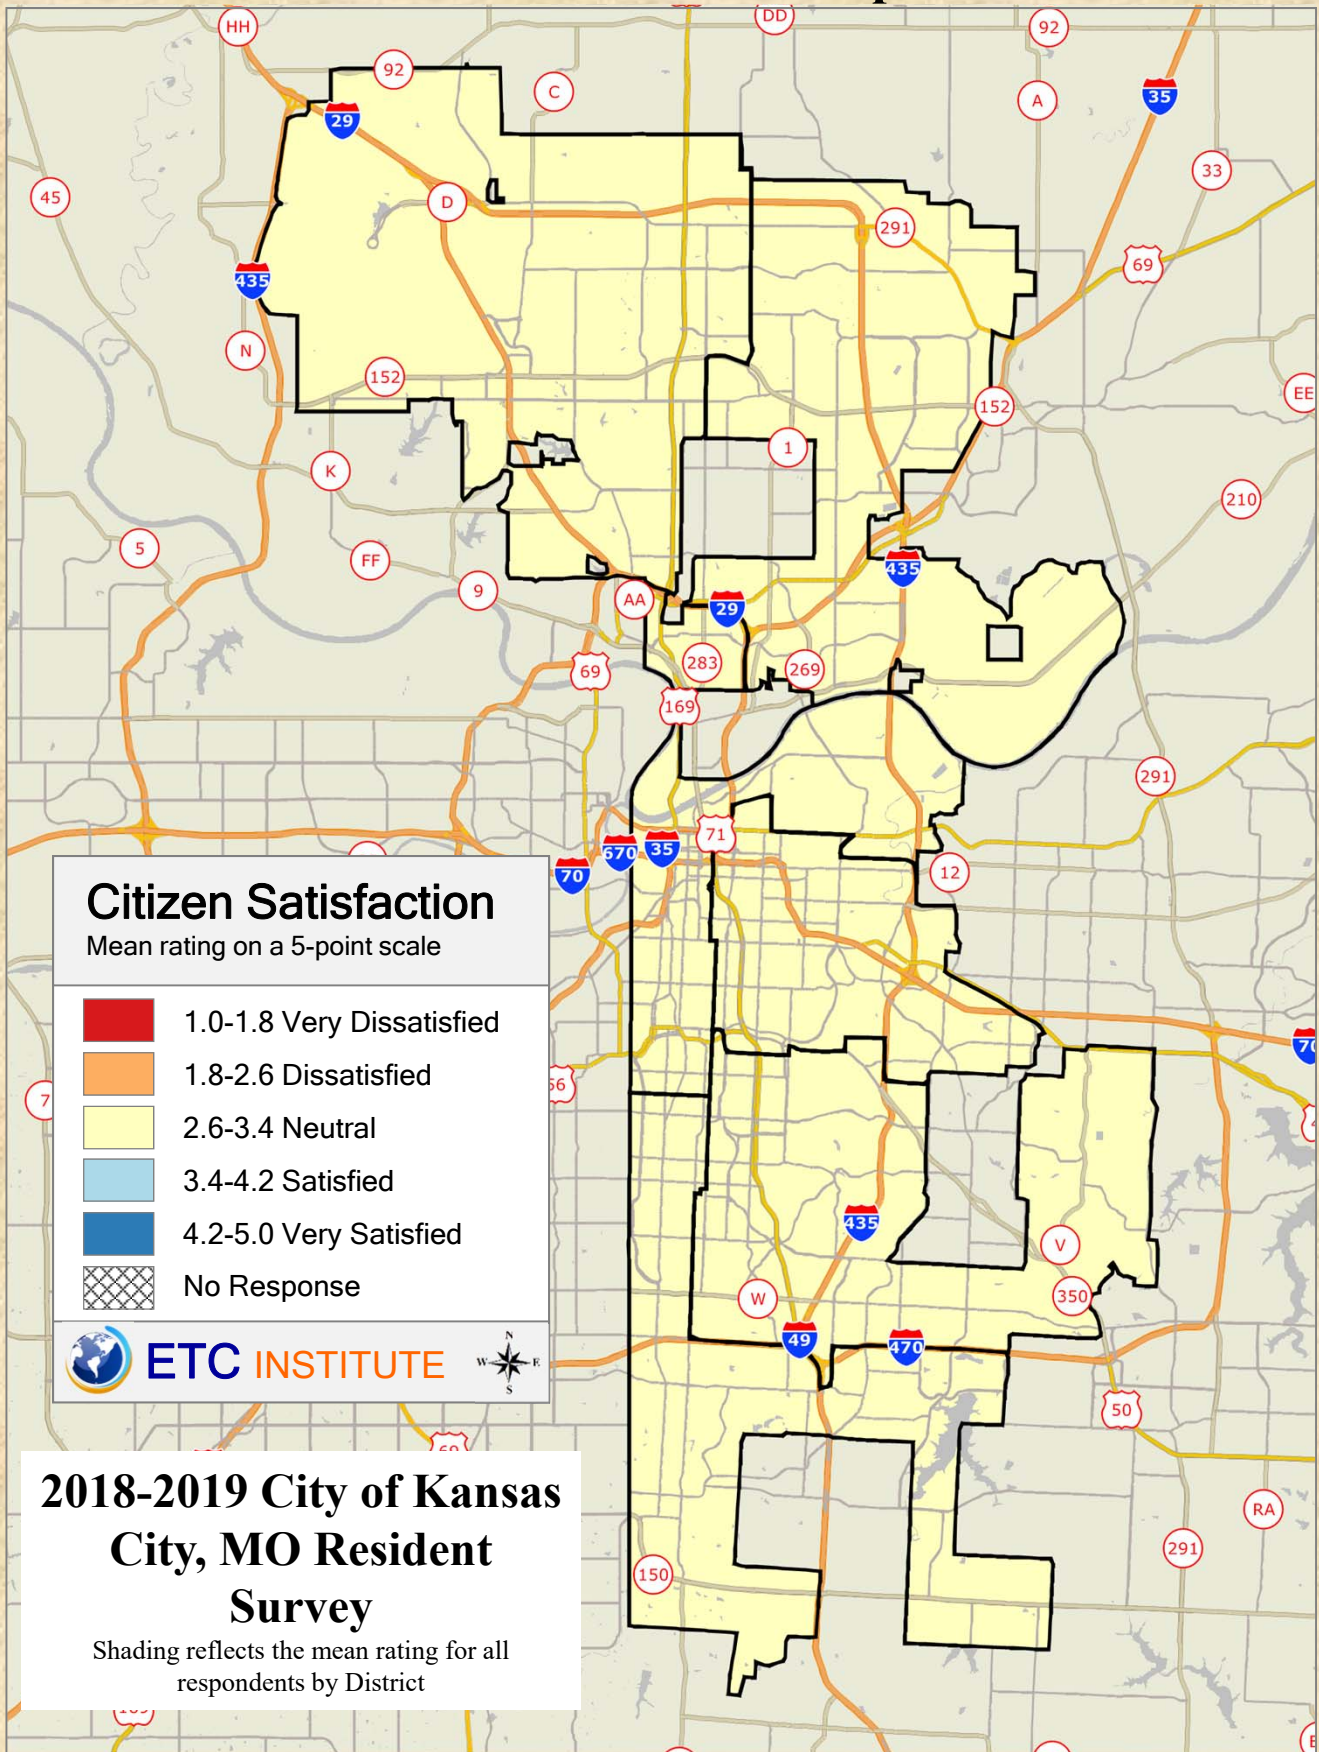 DD
HH
92
92
C
A
35
29
33
45
D
291
69
435
N
152
EE
152
1
K
210
5
FF
435
9
AA
29
283
269
69
169
291
71
670
35
12
70
Citizen Satisfaction
Mean rating on a 5-point scale
1.0-1.8 Very Dissatisfied
1.8-2.6 Dissatisfied
2.6-3.4 Neutral
3.4-4.2 Satisfied
4.2-5.0 Very Satisfied
No Response
ETC INSTITUTE
N
W
E
S
70
7
435
V
350
W
49
470
50
2018-2019 City of Kansas
City, MO Resident
Survey
Shading reflects the mean rating for all
respondents by District
RA
291
150